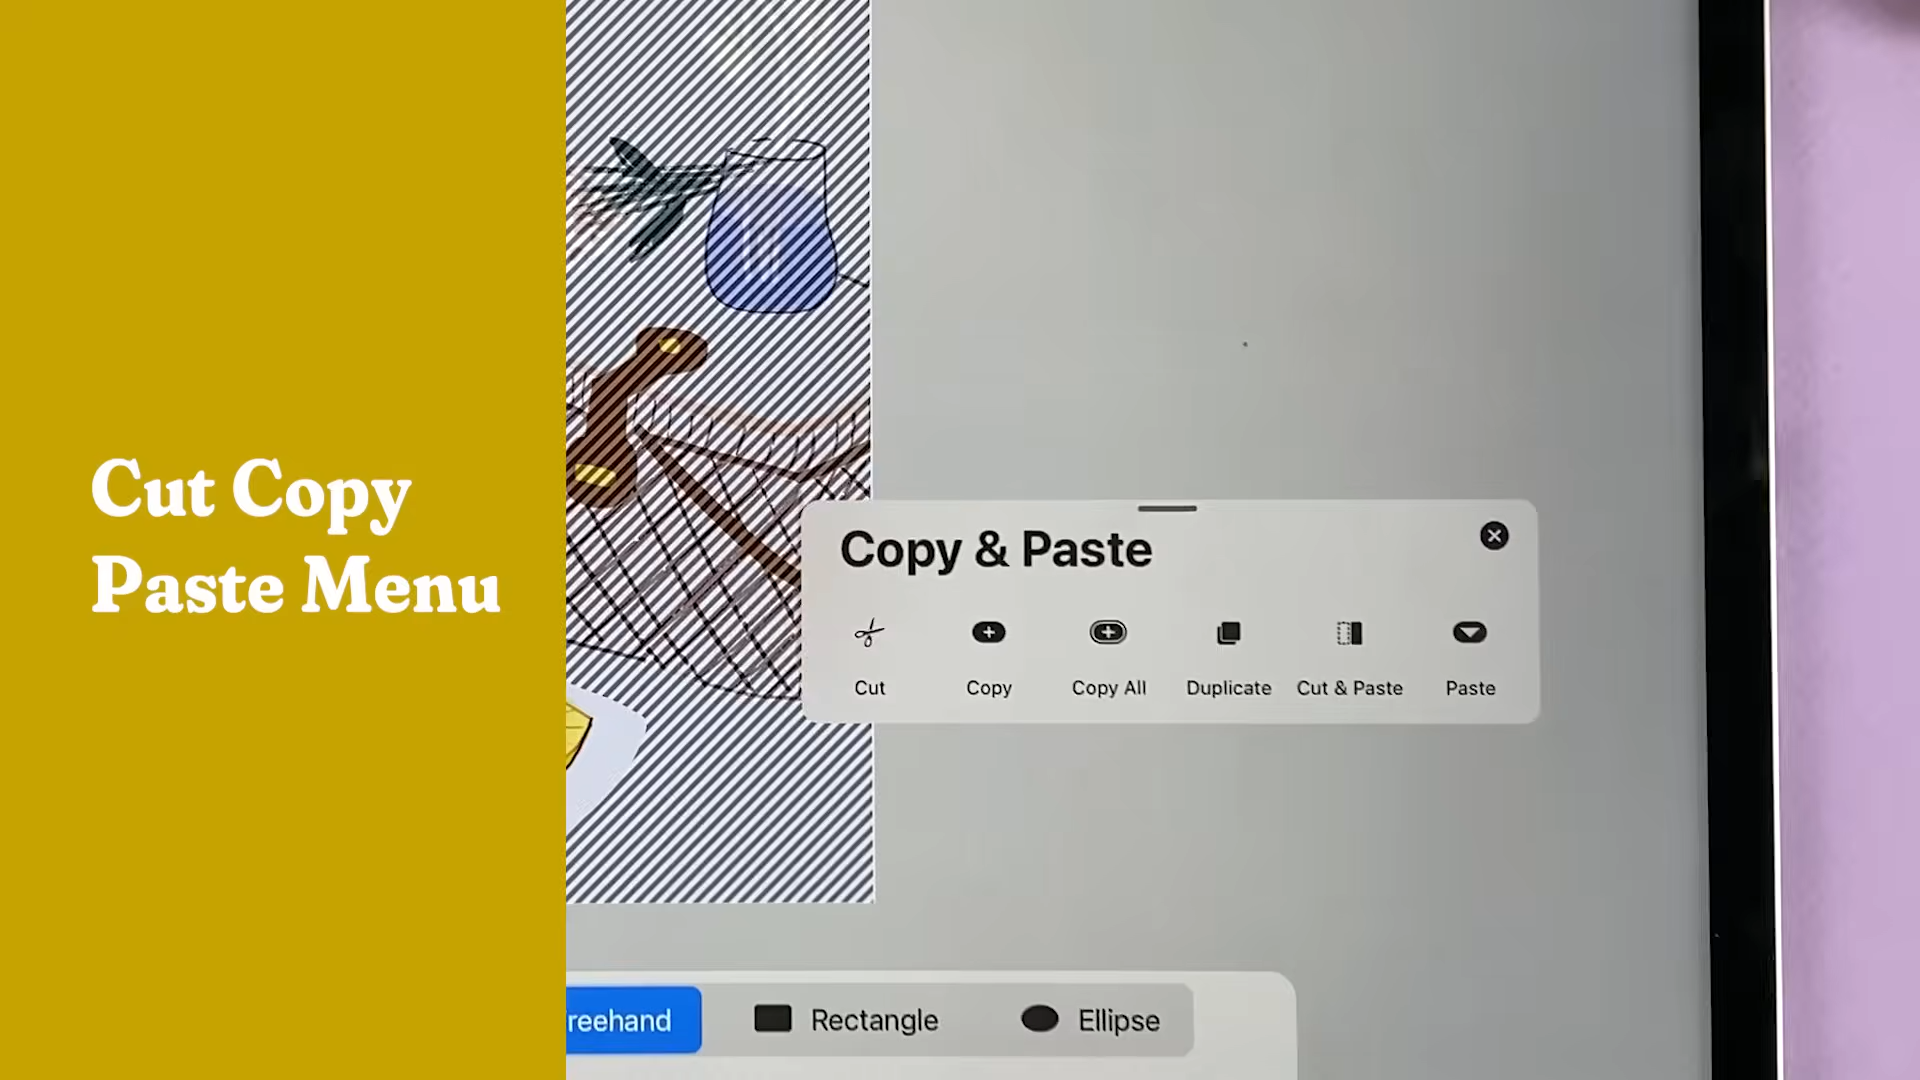 Cut Copy
Paste Menu
Copy & Paste
Cut
Copy
Copy All
Duplicate
Cut & Paste
Paste
reehand
Rectangle
Ellipse